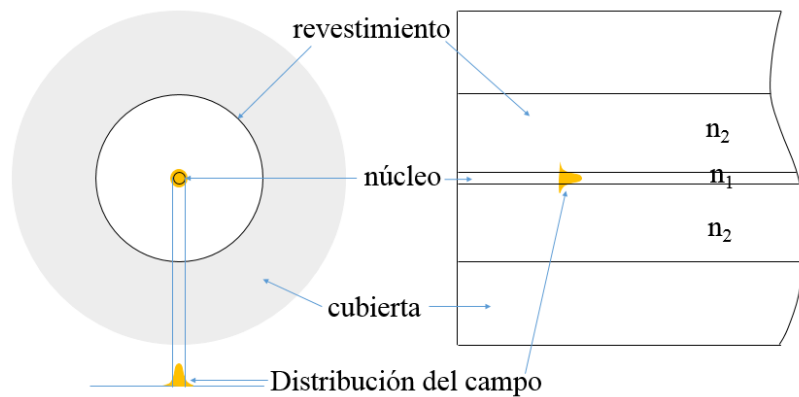 revestimiento
n₂
núcleo
n₁
n₂
cubierta
Distribución del campo